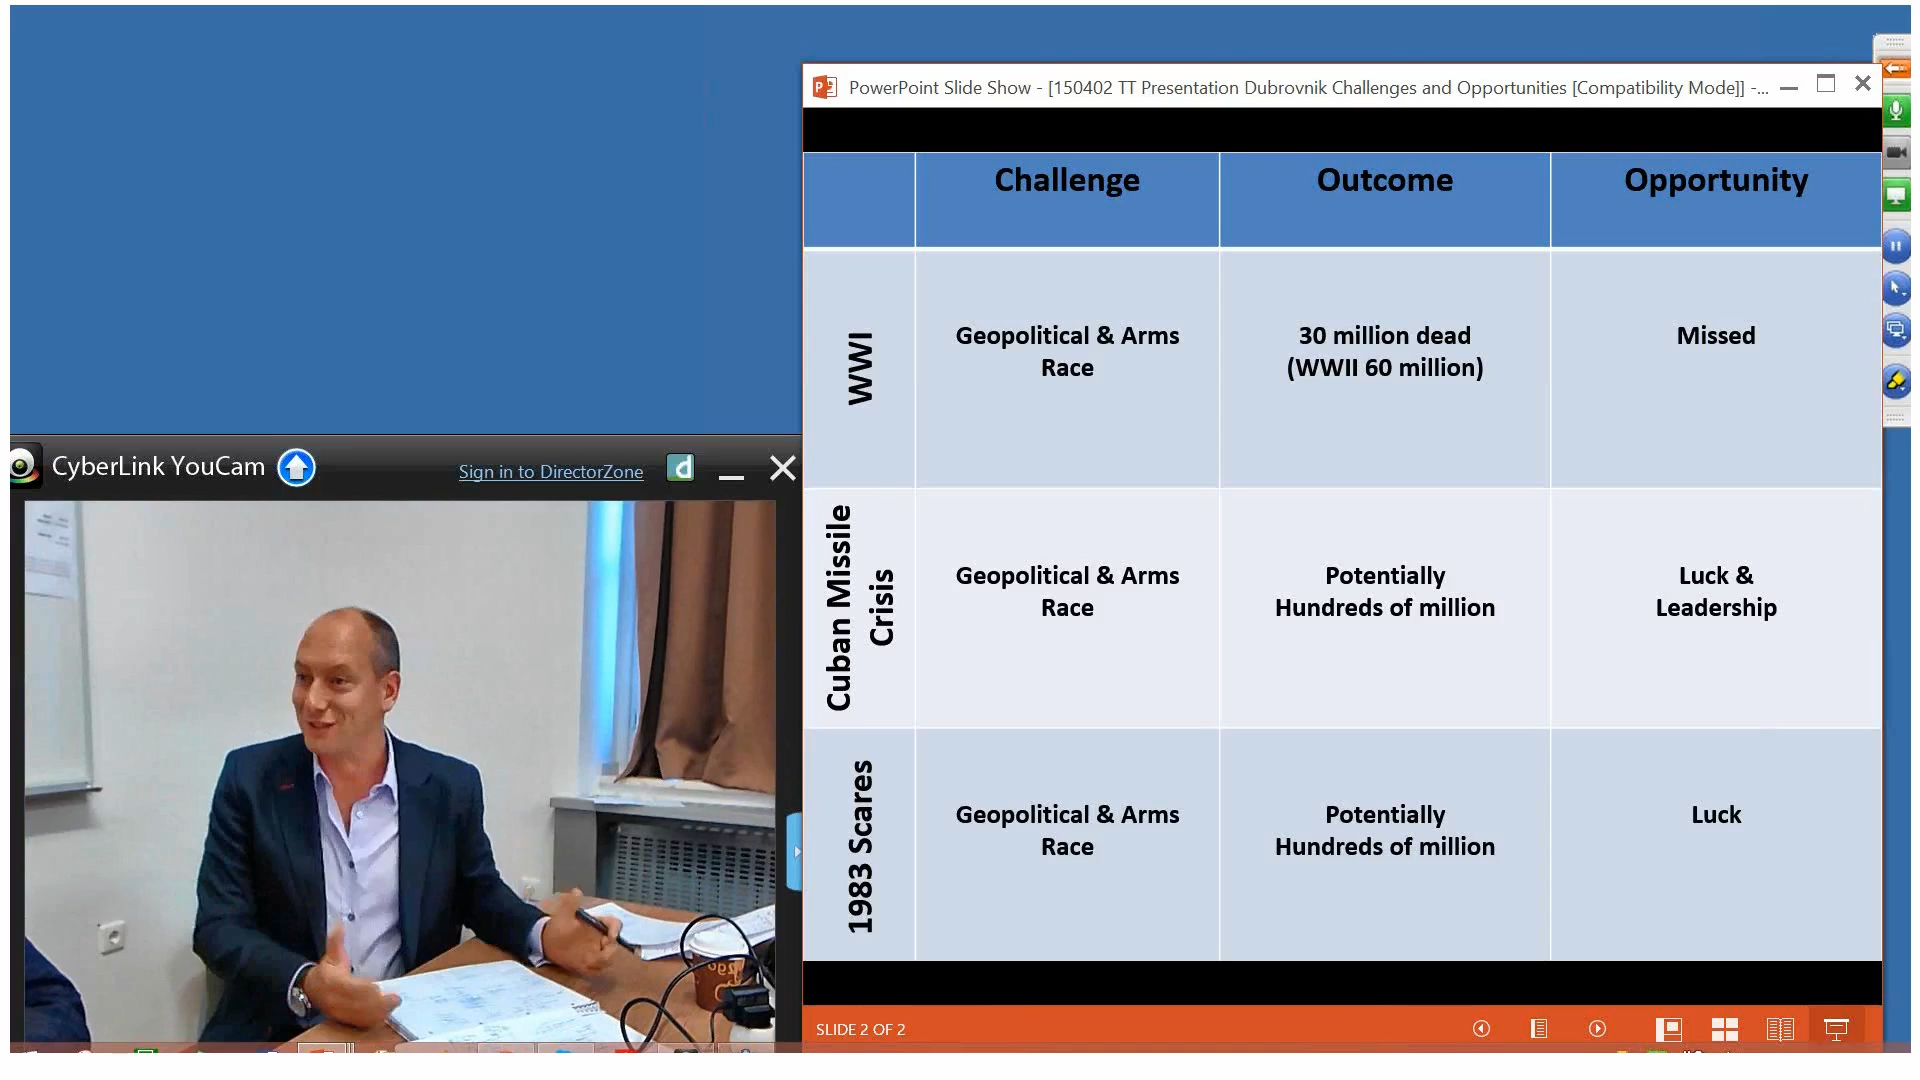 PowerPoint Slide Show - [150402 TT Presentation Dubrovnik Challenges and Opportunities [Compatibility Mode]] -...
Challenge
Outcome
Opportunity
WWI
Geopolitical & Arms
Race
30 million dead
(WWII 60 million)
Missed
Cuban Missile
Crisis
Geopolitical & Arms
Race
Potentially
Hundreds of million
Luck &
Leadership
1983 Scares
Geopolitical & Arms
Race
Potentially
Hundreds of million
Luck
SLIDE 2 OF 2
CyberLink YouCam
Sign in to DirectorZone
d